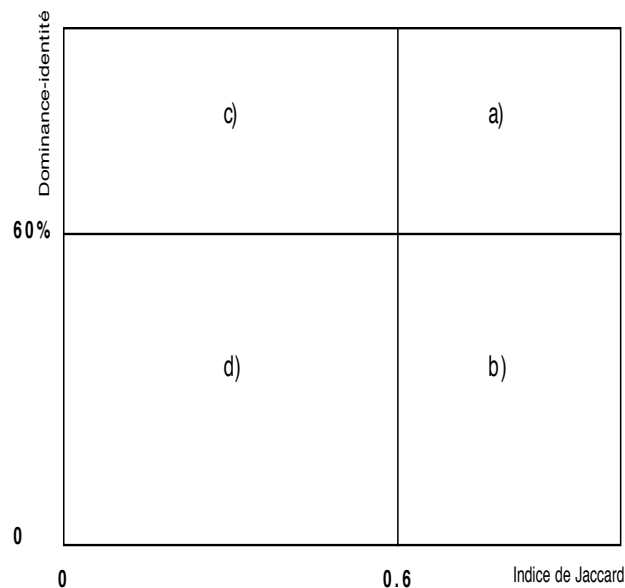 Dominance-identité
c)
a)
60%
d)
b)
0
0
0.6
Indice de Jaccard